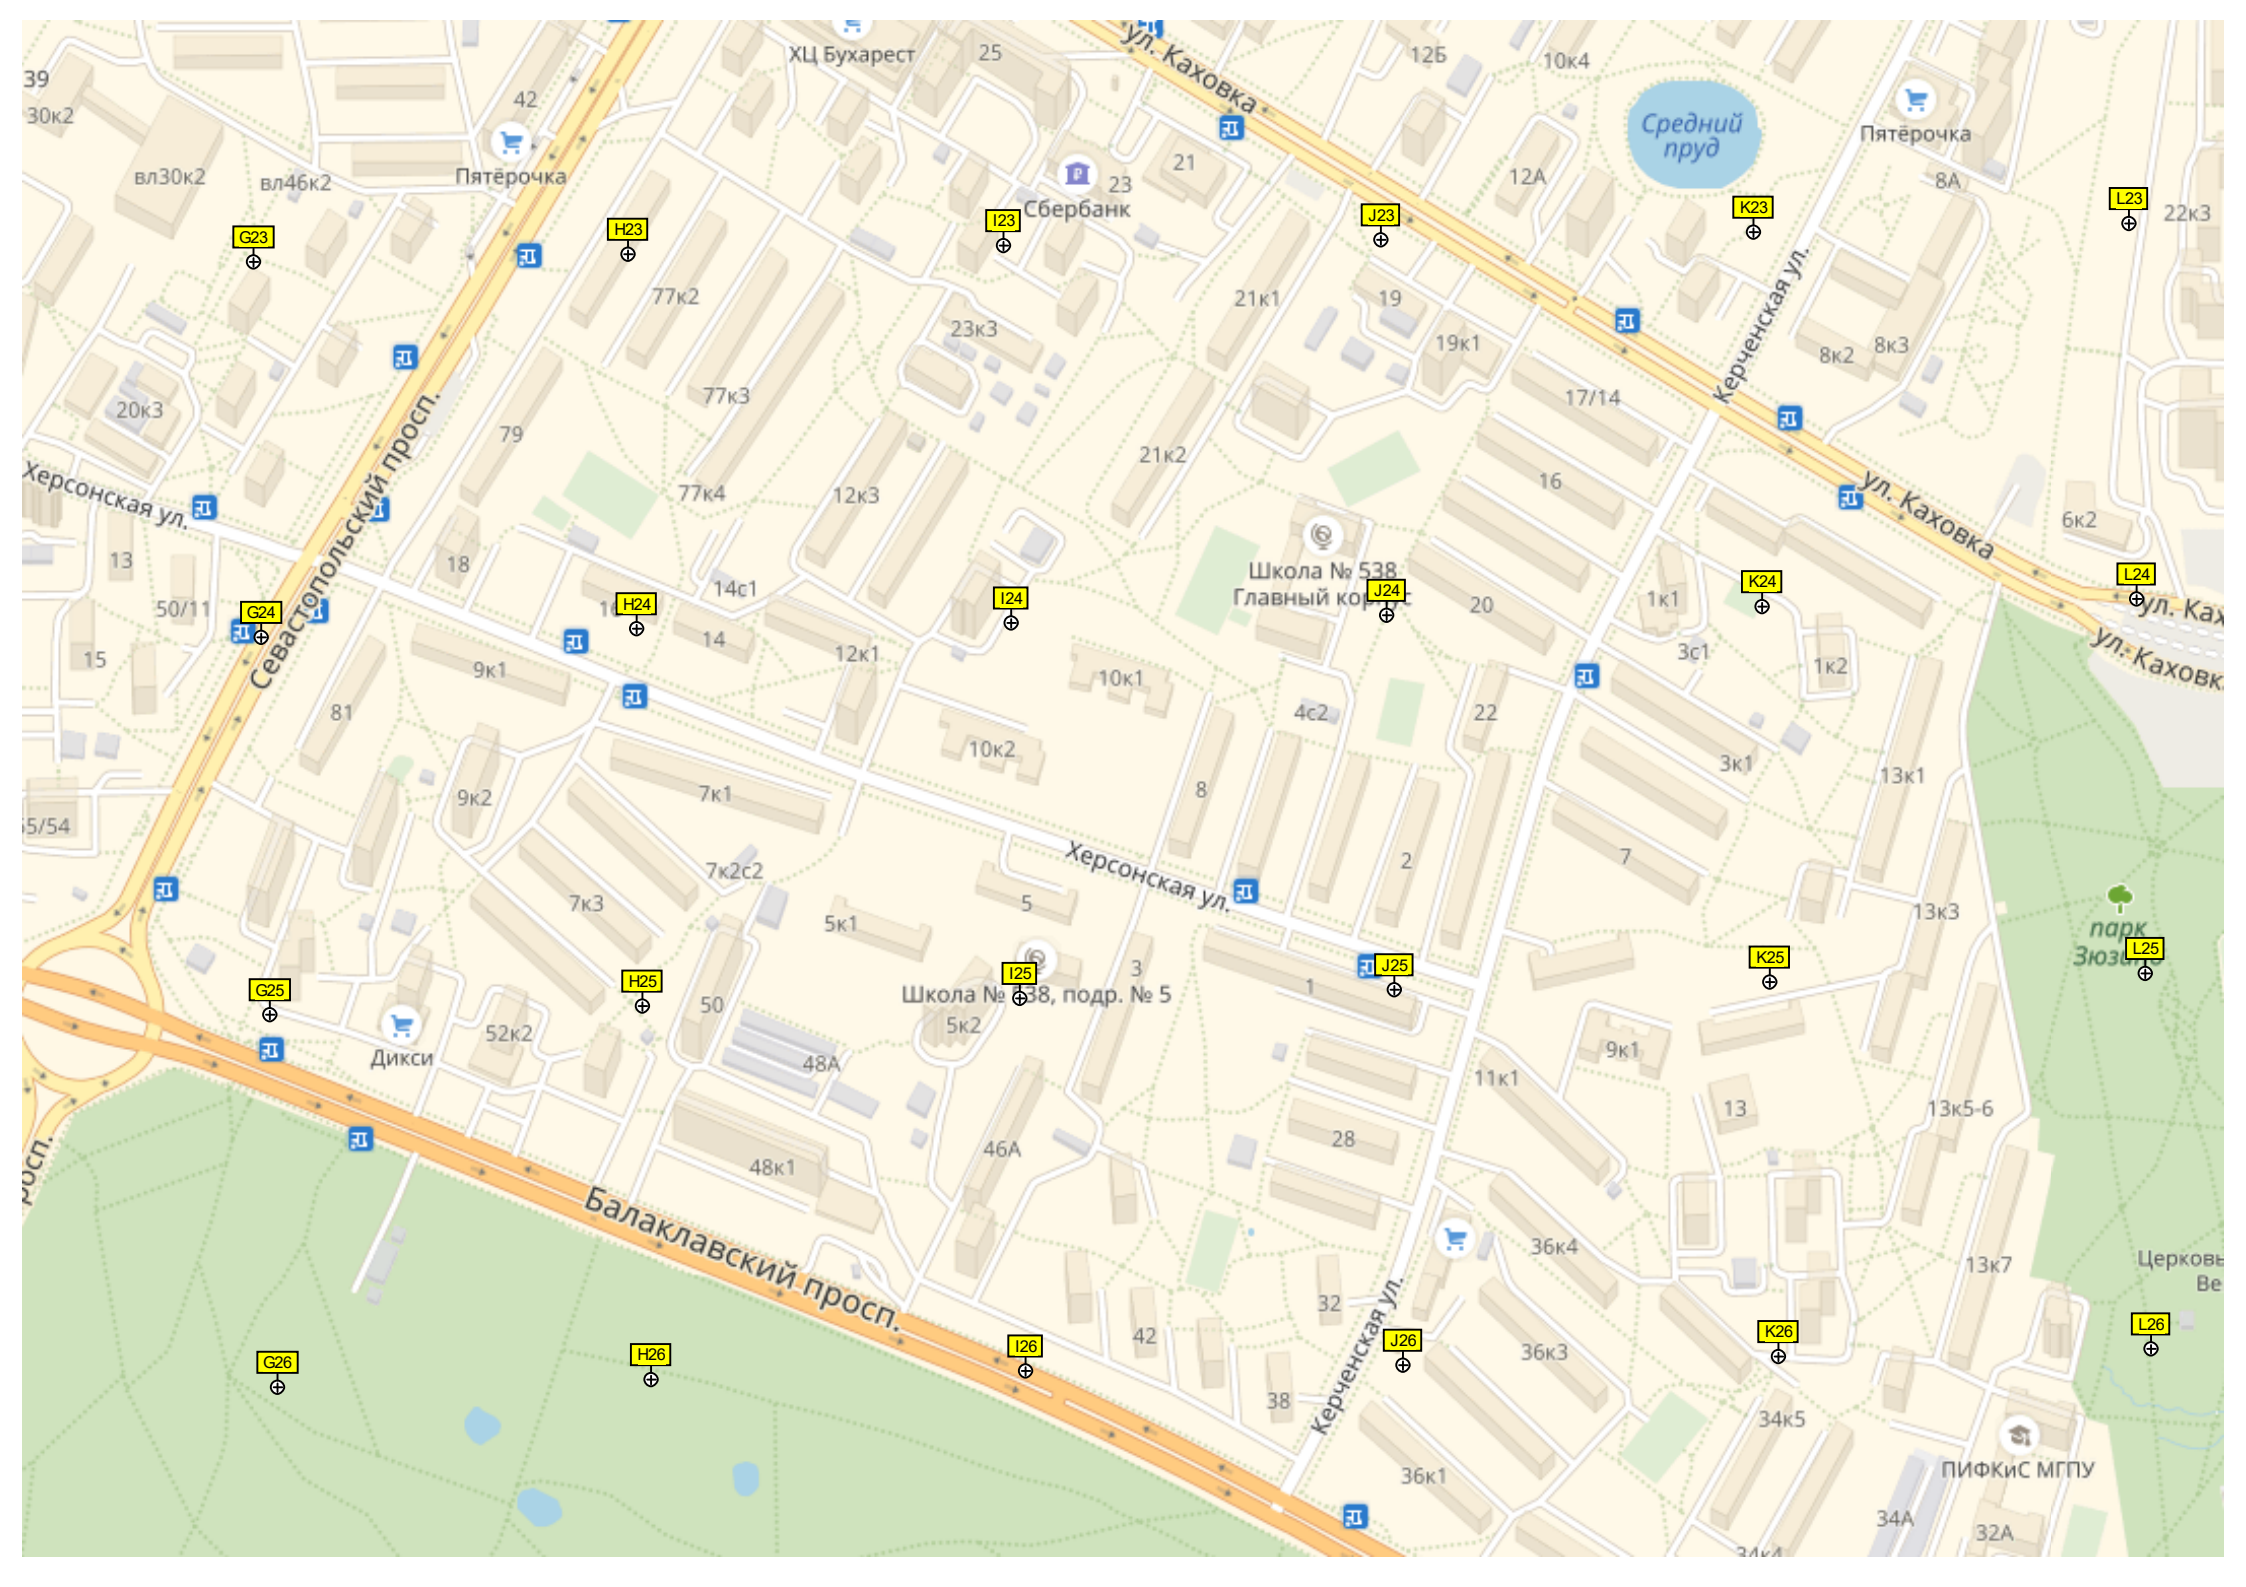 ул. Каховка
ХЦ Бухарест
25
12Б
10к4
39
30к2
42
Средний
пруд
Пятёрочка
Пятёрочка
вл30к2
вл46к2
21
23
Сбербанк
12А
8А
22к3
G23
H23
I23
J23
K23
L23
77к2
21к1
19
Керченская ул.
23к3
19к1
8к2
8к3
20к3
77к3
17/14
79
21к2
Севастопольский просп.
Херсонская ул.
77к4
12к3
16
ул. Каховка
6к2
13
18
Школа № 538
Главный корпус
50/11
14с1
20
1к1
G24
H24
I24
J24
K24
L24
14
12к1
15
9к1
10к1
3с1
1к2
ул. Каховк
81
4с2
22
10к2
3к1
13к1
9к2
7к1
8
7
7к2с2
Херсонская ул.
2
7к3
5к1
5
13к3
парк
Зюзино
G25
H25
I25
J25
K25
L25
3
1
50
Школа № 538, подр. № 5
52к2
5к2
9к1
Дикси
48А
11к1
13
13к5-6
28
46А
48к1
Балаклавский просп.
36к4
Церковь
Ве
13к7
32
42
G26
H26
I26
J26
K26
L26
36к3
Керченская ул.
38
34к5
36к1
ПИФКиС МГПУ
34А
32А
34к4